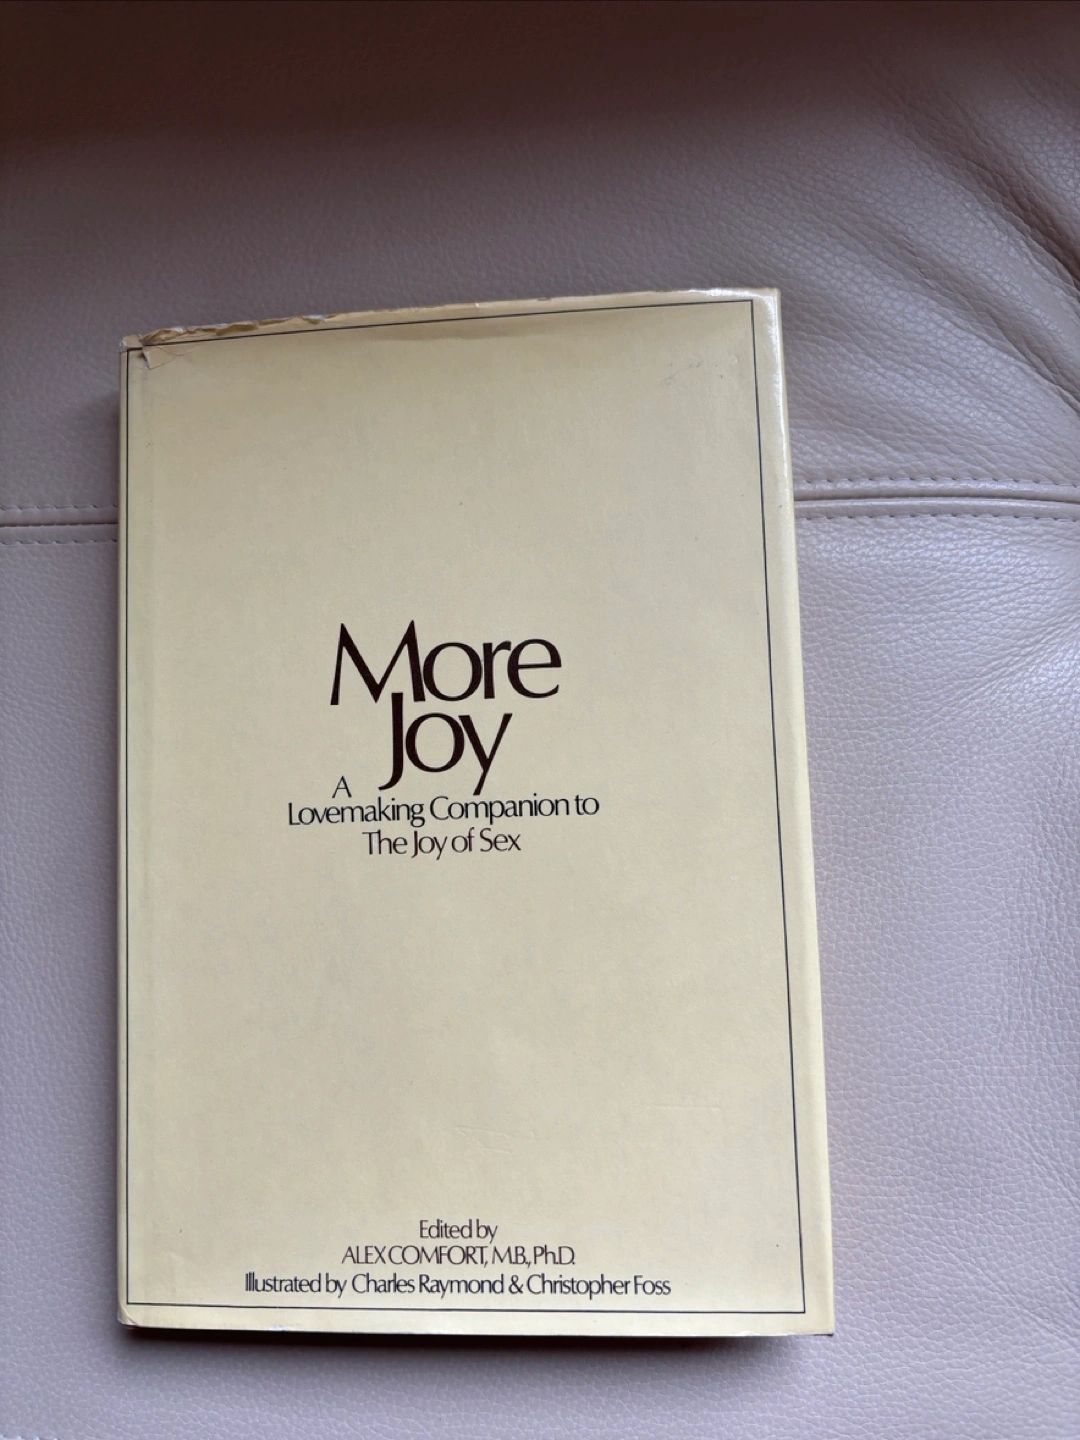 More
Joy
A
Lovemaking Companion to
The Joy of Sex
Edited by
ALEX COMFORT, M.B., Ph.D.
Illustrated by Charles Raymond & Christopher Foss